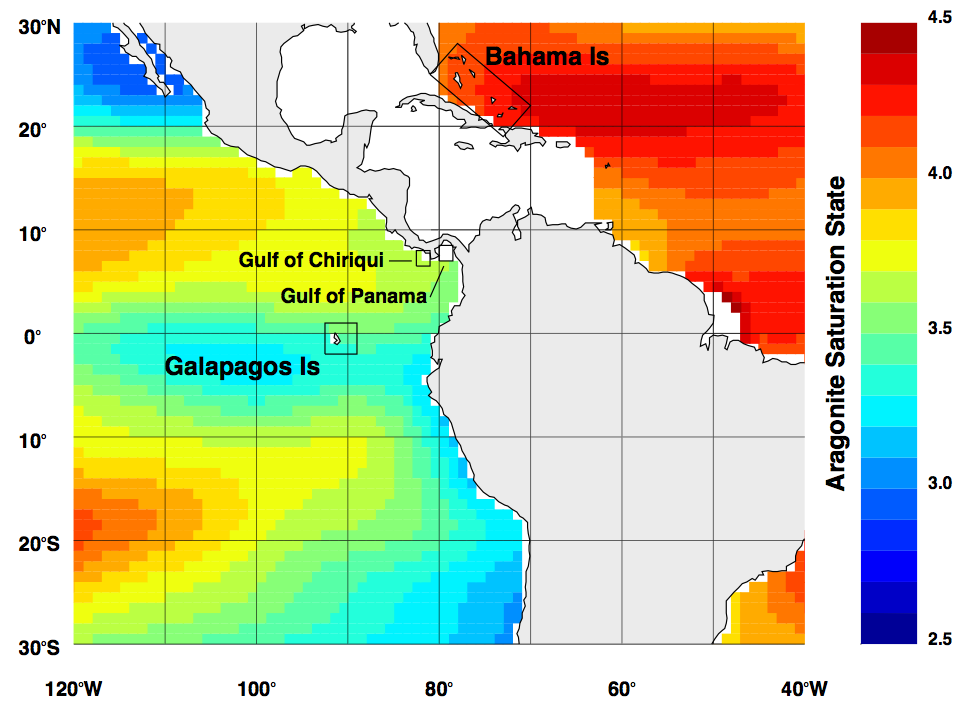 30°N
20°
10°
0°
10°
20°S
30°S
120°W
100°
80°
60°
40°W
Bahama Is
Gulf of Chiriqui
Gulf of Panama
Galapagos Is
Aragonite Saturation State
4.5
4.0
3.5
3.0
2.5